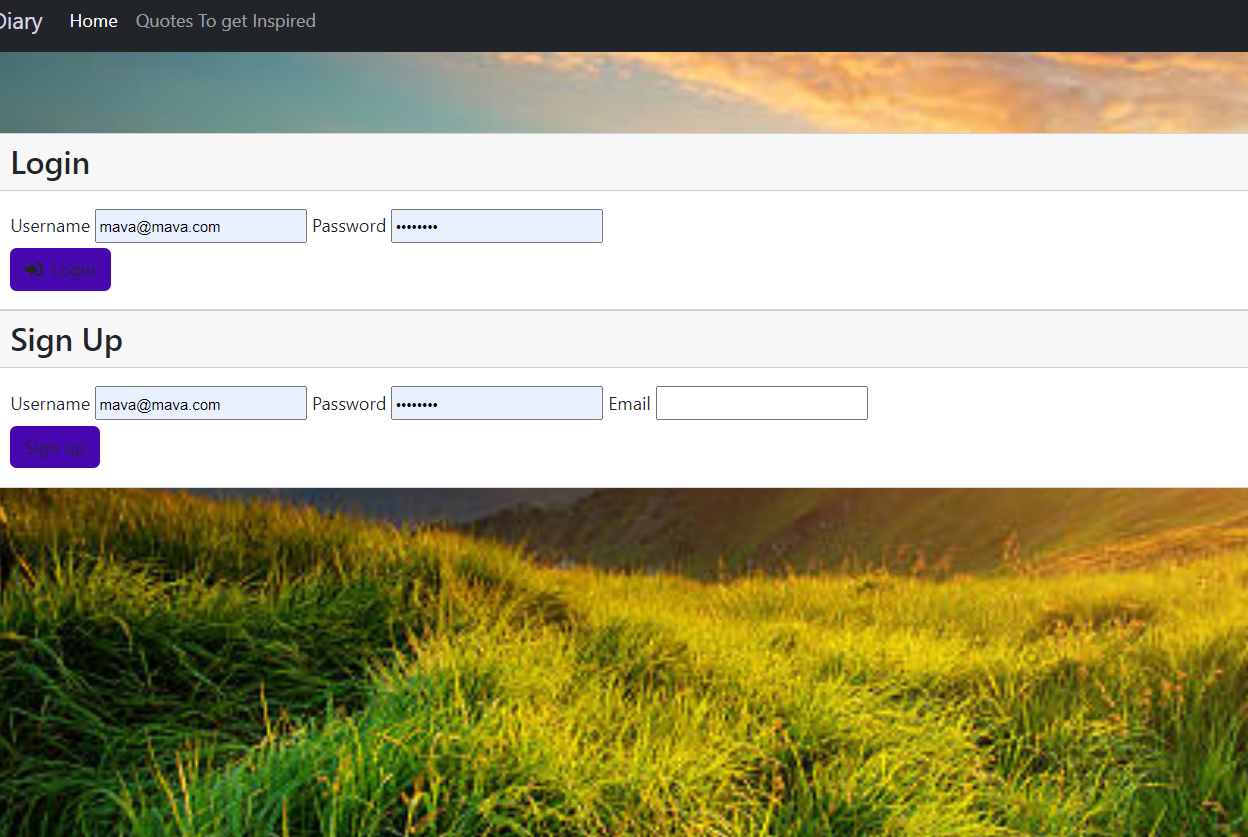 Diary Home Quotes To get Inspired
Login
Username mava@mava.com Password ••••••••
Login
Sign Up
Username mava@mava.com Password •••••••• Email
Sign up